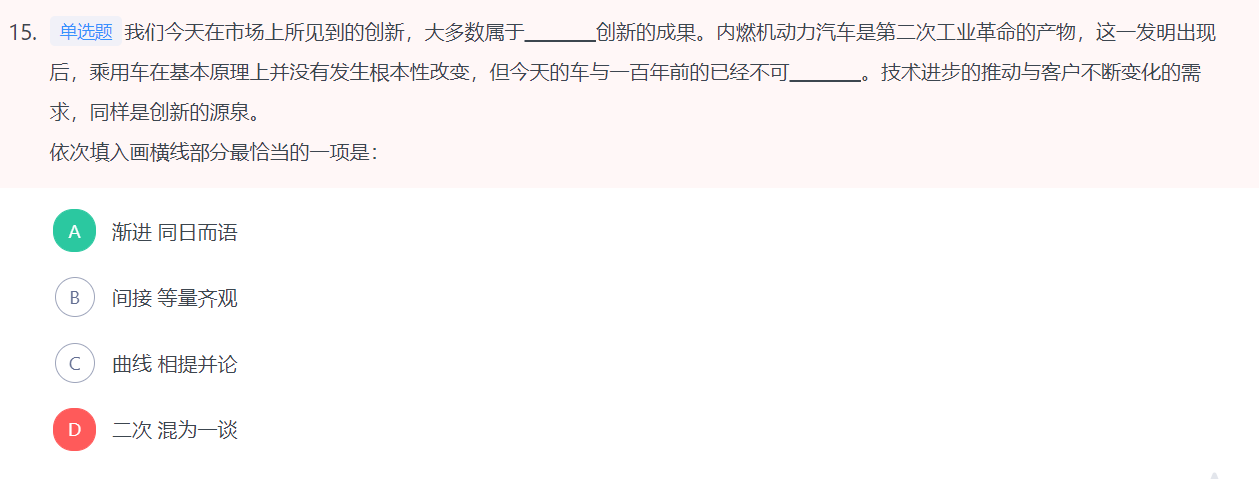 15. 单选题 我们今天在市场上所见到的创新，大多数属于_______创新的成果。内燃机动力汽车是第二次工业革命的产物，这一发明出现
后，乘用车在基本原理上并没有发生根本性改变，但今天的车与一百年前的已经不可_______。技术进步的推动与客户不断变化的需
求，同样是创新的源泉。
依次填入画横线部分最恰当的一项是：
A 渐进 同日而语
B 间接 等量齐观
C 曲线 相提并论
D 二次 混为一谈